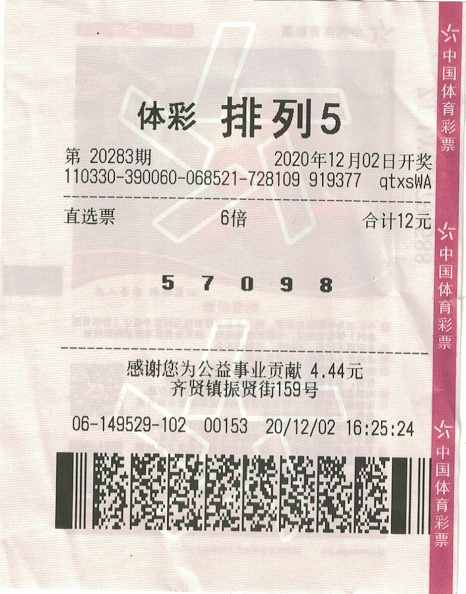 体彩 排列5
第 20283期 2020年12月02日开奖
110330-390060-068521-728109 919377 qtxsWA
直选票 6倍 合计12元
5 7 0 9 8
感谢您为公益事业贡献 4.44元
齐贤镇振贤街159号
06-149529-102 00153 20/12/02 16:25:24
中国体育彩票
中国体育彩票
中国体育彩票